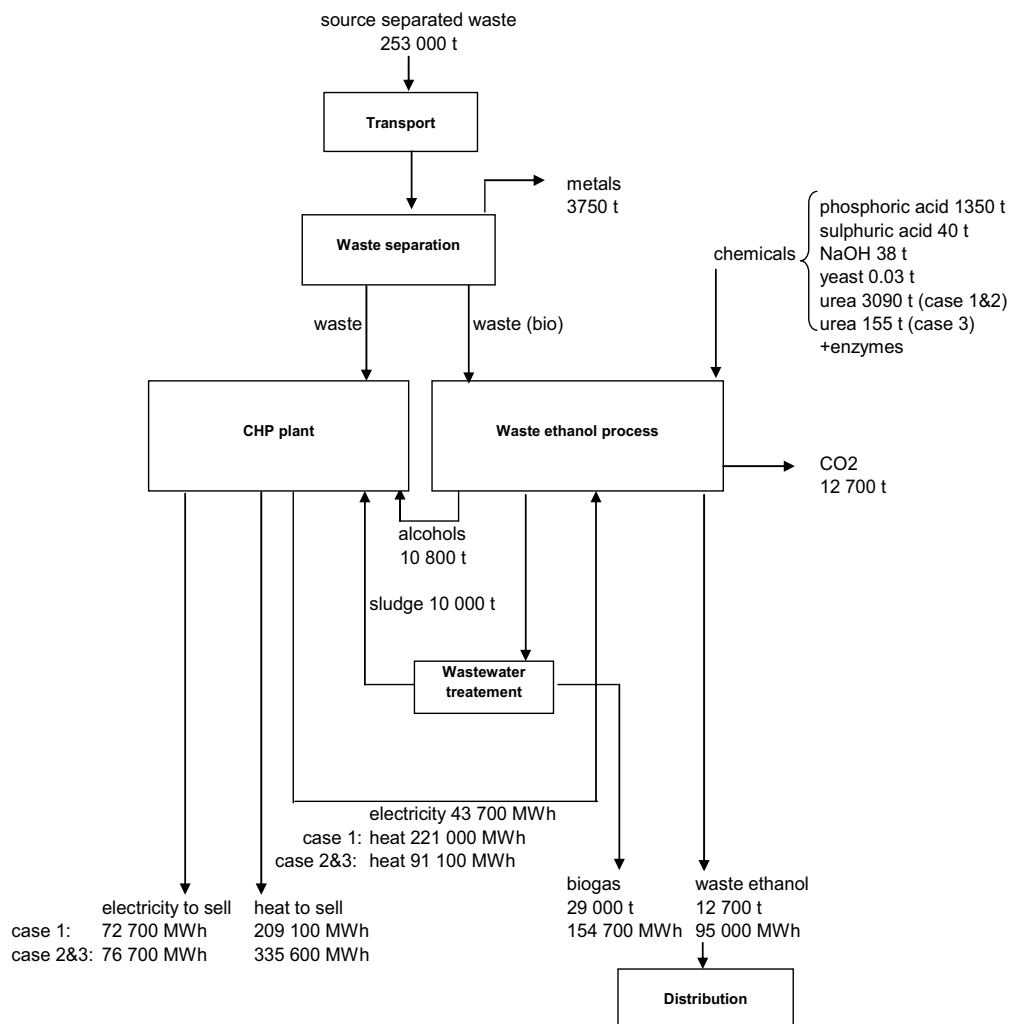 source separated waste
253 000 t
Transport
metals
3750 t
Waste separation
chemicals
phosphoric acid 1350 t
sulphuric acid 40 t
NaOH 38 t
yeast 0.03 t
urea 3090 t (case 1&2)
urea 155 t (case 3)
+enzymes
waste
waste (bio)
CHP plant
Waste ethanol process
CO2
12 700 t
alcohols
10 800 t
sludge 10 000 t
Wastewater
treatement
electricity 43 700 MWh
case 1: heat 221 000 MWh
case 2&3: heat 91 100 MWh
electricity to sell
heat to sell
case 1: 72 700 MWh 209 100 MWh
case 2&3: 76 700 MWh 335 600 MWh
biogas
29 000 t
154 700 MWh
waste ethanol
12 700 t
95 000 MWh
Distribution